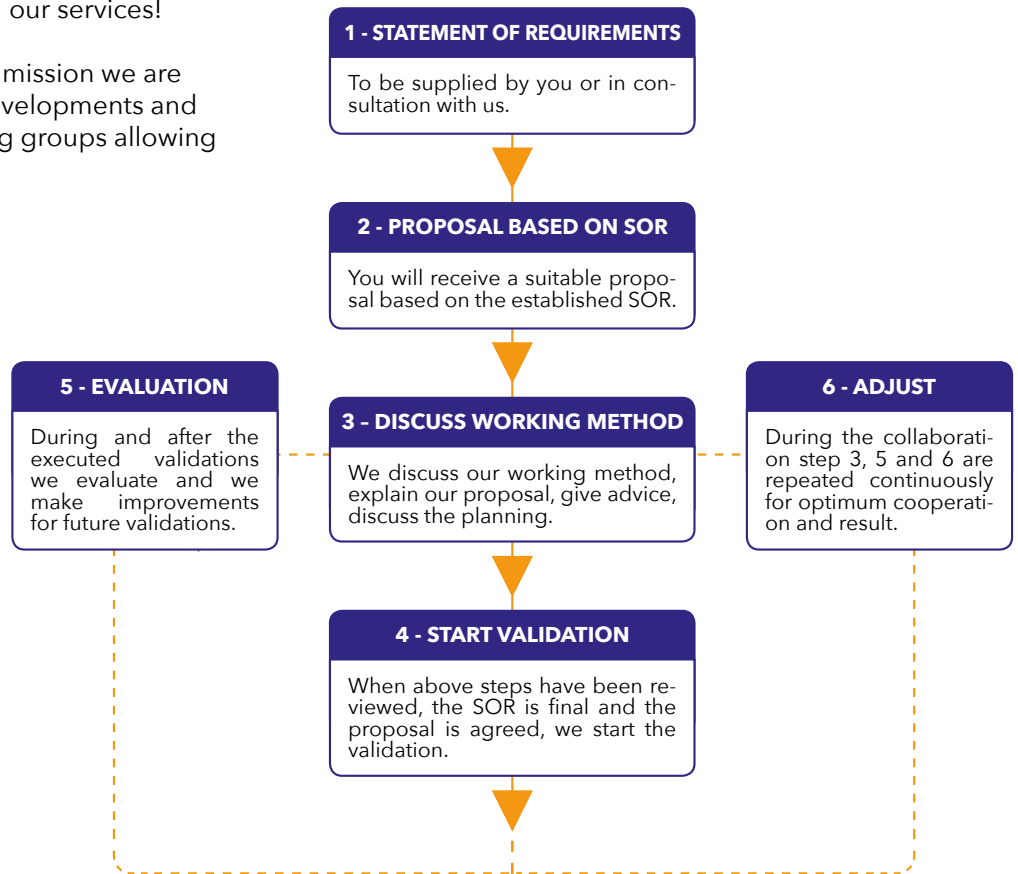 our services!
mission we are
velopments and
g groups allowing
1 - STATEMENT OF REQUIREMENTS
To be supplied by you or in con-
sultation with us.
2 - PROPOSAL BASED ON SOR
You will receive a suitable propo-
sal based on the established SOR.
5 - EVALUATION
During and after the
executed validations
we evaluate and we
make improvements
for future validations.
3 – DISCUSS WORKING METHOD
We discuss our working method,
explain our proposal, give advice,
discuss the planning.
6 - ADJUST
During the collaborati-
on step 3, 5 and 6 are
repeated continuously
for optimum cooperati-
on and result.
4 - START VALIDATION
When above steps have been re-
viewed, the SOR is final and the
proposal is agreed, we start the
validation.